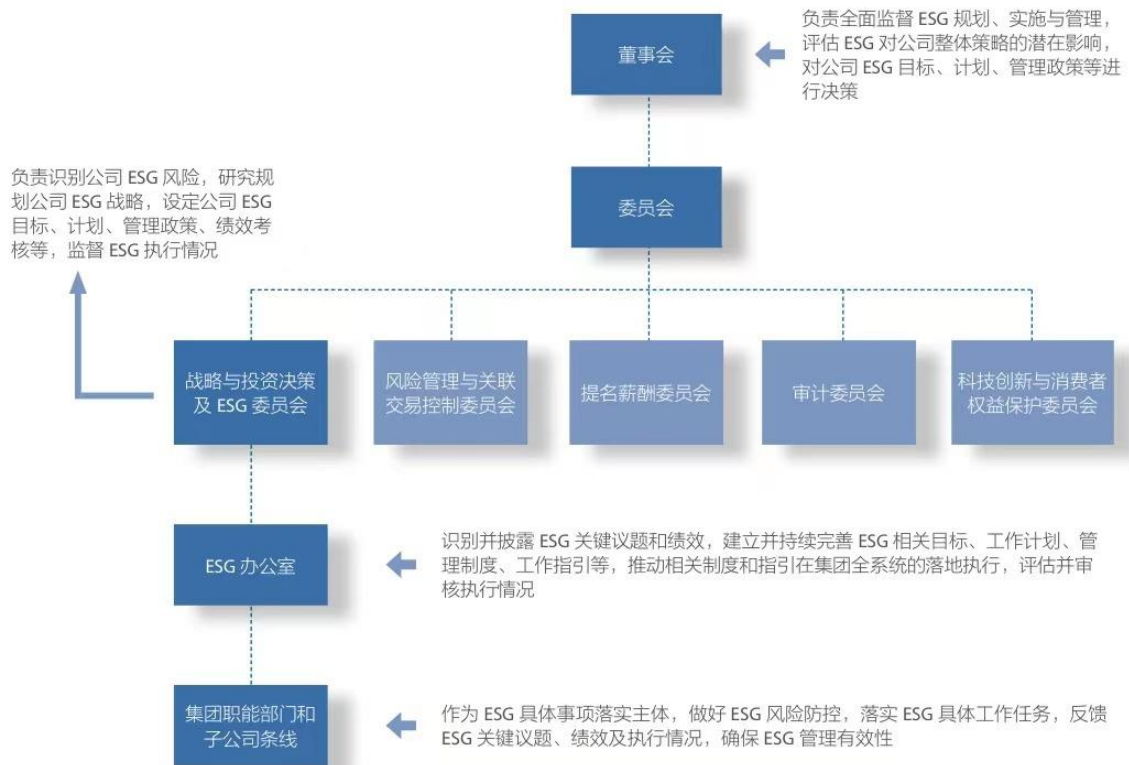 董事会
负责全面监督 ESG 规划、实施与管理，
评估 ESG 对公司整体策略的潜在影响，
对公司 ESG 目标、计划、管理政策等进
行决策
委员会
负责识别公司 ESG 风险，研究规
划公司 ESG 战略，设定公司 ESG
目标、计划、管理政策、绩效考
核等，监督 ESG 执行情况
战略与投资决策
及 ESG 委员会
风险管理与关联
交易控制委员会
提名薪酬委员会
审计委员会
科技创新与消费者
权益保护委员会
ESG 办公室
识别并披露 ESG 关键议题和绩效，建立并持续完善 ESG 相关目标、工作计划、管
理制度、工作指引等，推动相关制度和指引在集团全系统的落地执行，评估并审
核执行情况
集团职能部门和
子公司条线
作为 ESG 具体事项落实主体，做好 ESG 风险防控，落实 ESG 具体工作任务，反馈
ESG 关键议题、绩效及执行情况，确保 ESG 管理有效性